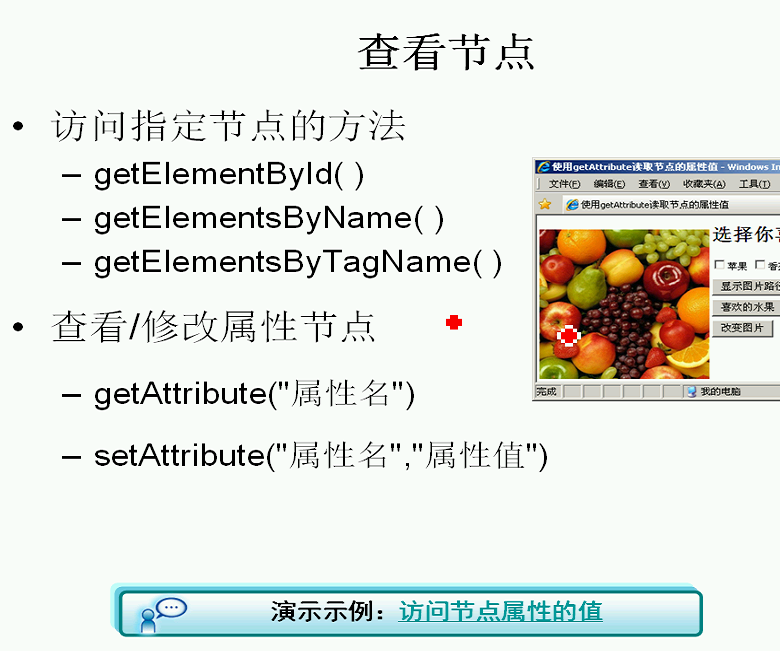 查看节点
• 访问指定节点的方法
– getElementById( )
– getElementsByName( )
– getElementsByTagName( )
• 查看/修改属性节点
– getAttribute("属性名")
– setAttribute("属性名","属性值")
使用getAttribute读取节点的属性值 - Windows In
文件(F) 编辑(E) 查看(V) 收藏夹(A) 工具(T)
使用getAttribute读取节点的属性值
选择你喜
苹果 香
显示图片路径
喜欢的水果
改变图片
完成 我的电脑
演示示例：访问节点属性的值